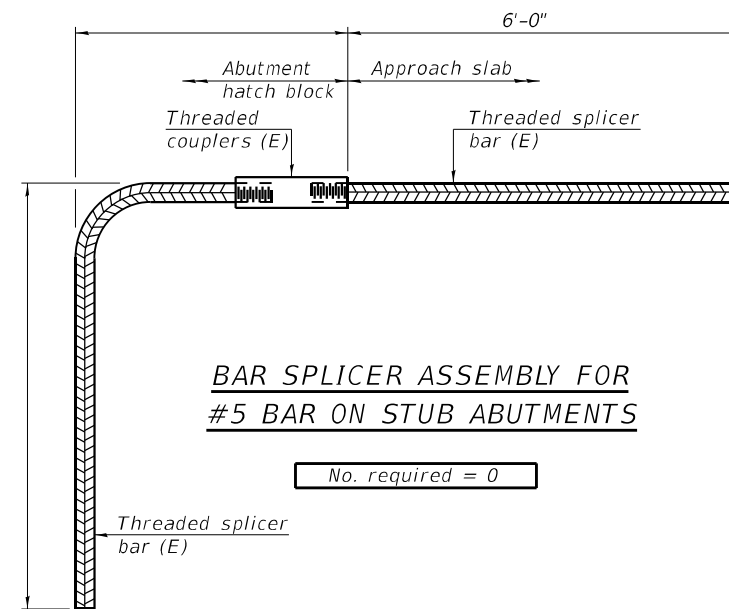 6'-0"
Abutment
hatch block
Approach slab
Threaded
couplers (E)
Threaded splicer
bar (E)
BAR SPLICER ASSEMBLY FOR
#5 BAR ON STUB ABUTMENTS
No. required = 0
Threaded splicer
bar (E)